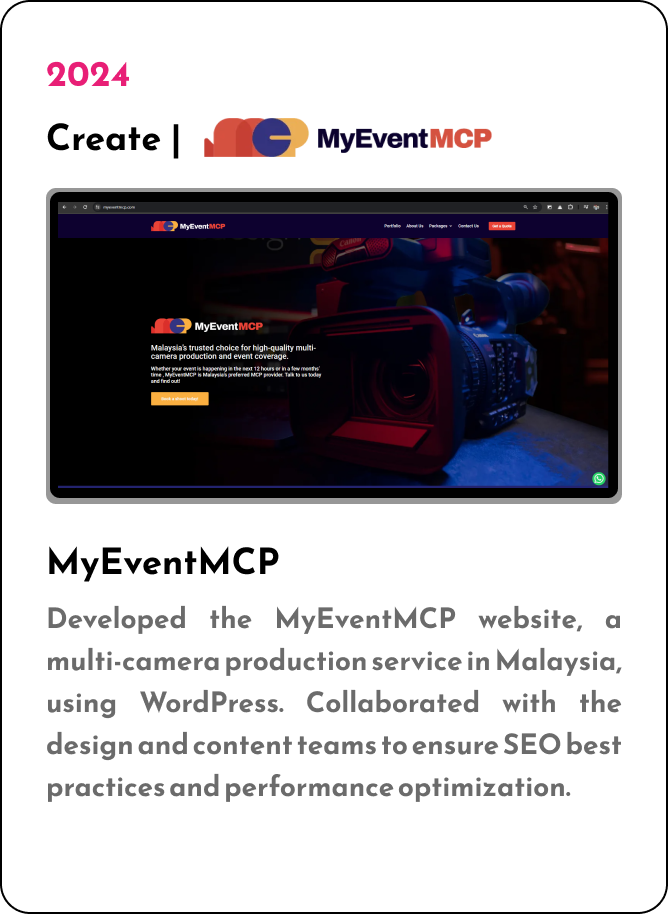 2024
Create | MyEventMCP
myeventmcp.com
MyEventMCP
Portfolio About Us Packages Contact Us Get a Quote
Canon
MyEventMCP
Malaysia's trusted choice for high-quality multi-
camera production and event coverage.
Whether your event is happening in the next 12 hours or in a few months'
time , MyEventMCP is Malaysia's preferred MCP provider. Talk to us today
and find out!
MyEventMCP
Developed the MyEventMCP website, a
multi-camera production service in Malaysia,
using WordPress. Collaborated with the
design and content teams to ensure SEO best
practices and performance optimization.